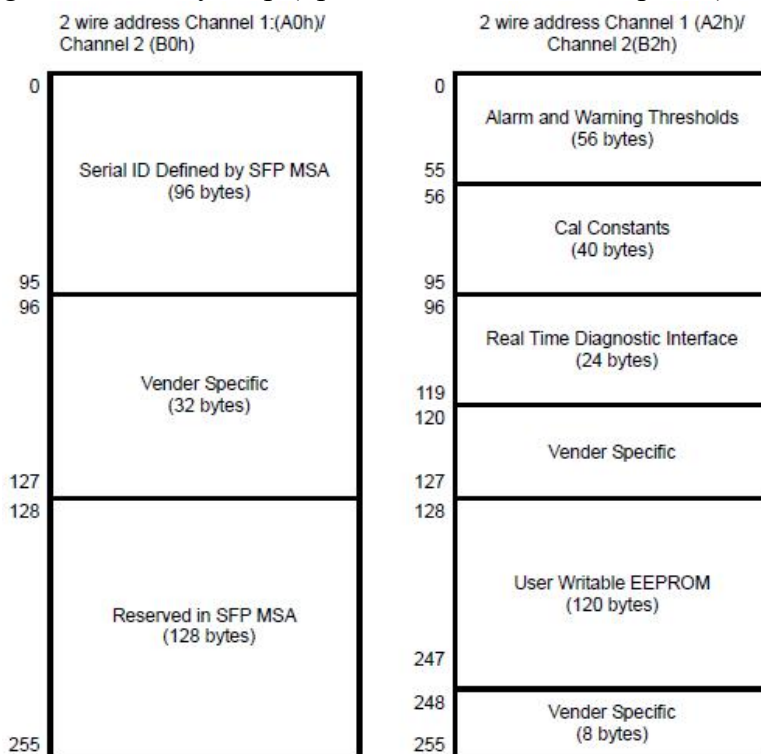 2 wire address Channel 1:(A0h)/
Channel 2 (B0h)
0
Serial ID Defined by SFP MSA
(96 bytes)
95
96
Vender Specific
(32 bytes)
127
128
Reserved in SFP MSA
(128 bytes)
255
2 wire address Channel 1 (A2h)/
Channel 2(B2h)
0
Alarm and Warning Thresholds
(56 bytes)
55
56
Cal Constants
(40 bytes)
95
96
Real Time Diagnostic Interface
(24 bytes)
119
120
Vender Specific
127
128
User Writable EEPROM
(120 bytes)
247
248
Vender Specific
(8 bytes)
255